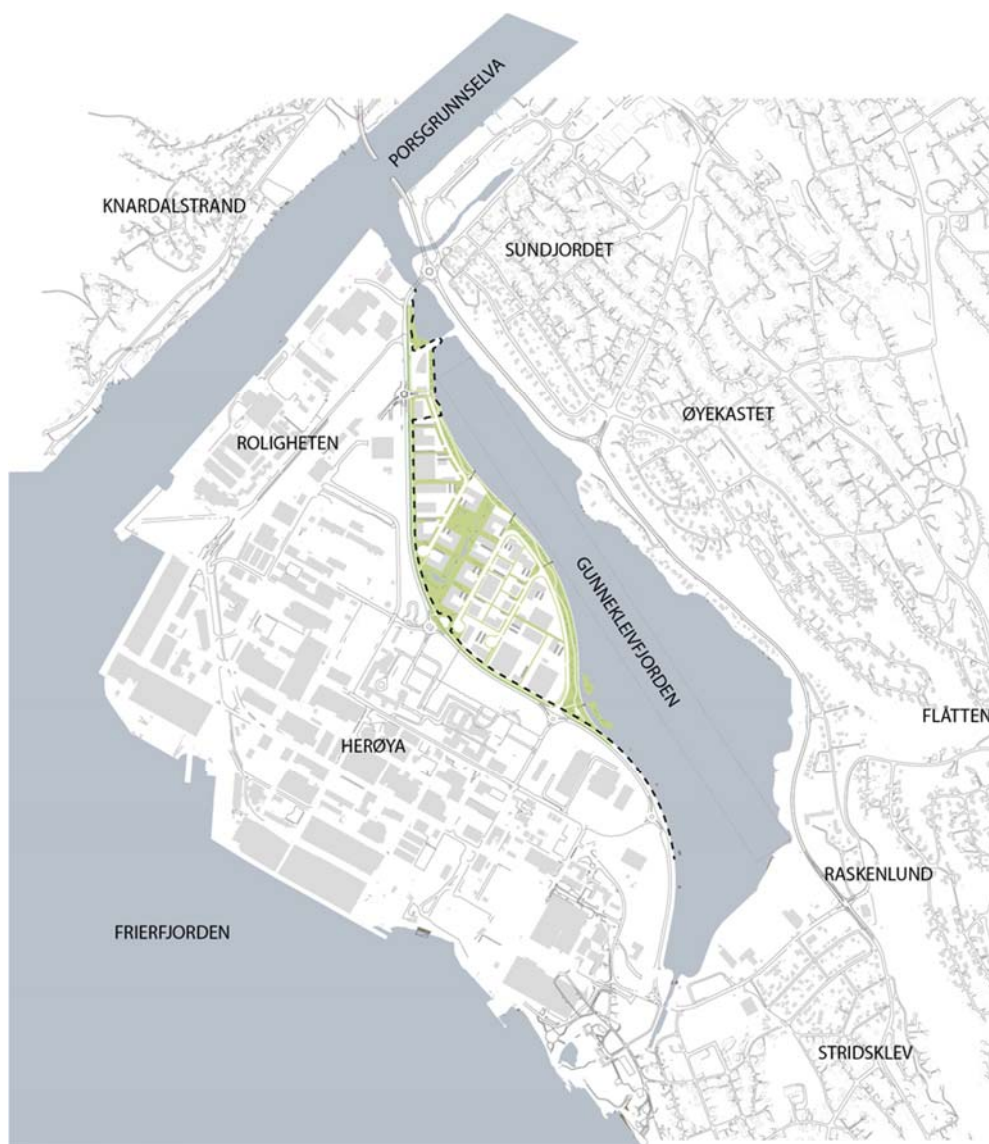 PORSGRUNNSELVA
KNARDALSTRAND
SUNDJORDET
ØYEKASTET
ROLIGHETEN
GUNNEKLEIVFJORDEN
FLÅTTEN
HERØYA
RASKENLUND
FRIERFJORDEN
STRIDSKLEV